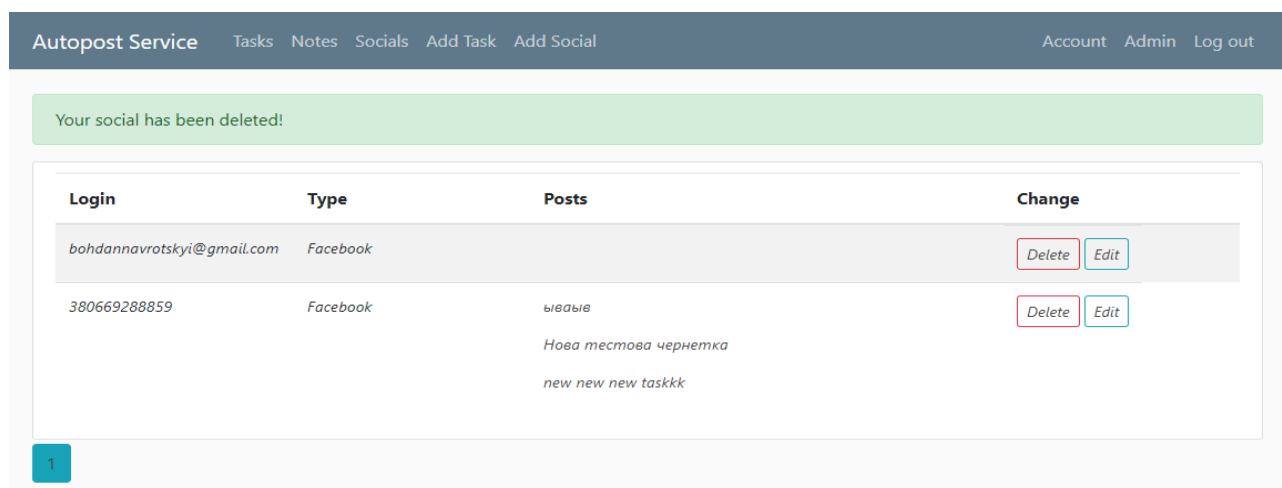 Autopost Service Tasks Notes Socials Add Task Add Social Account Admin Log out
Your social has been deleted!
Login Type Posts Change
bohdannavrotskyi@gmail.com Facebook Delete Edit
380669288859 Facebook ываыв Delete Edit
Нова тестова чернетка
new new new taskkk
1